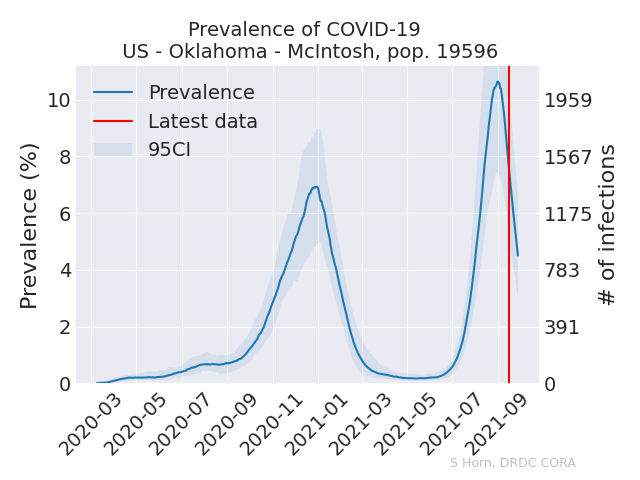 Prevalence of COVID-19
US - Oklahoma - McIntosh, pop. 19596
Prevalence
Latest data
95CI
Prevalence (%)
10
8
6
4
2
0
1959
1567
1175
783
391
0
# of infections
2020-03
2020-05
2020-07
2020-09
2020-11
2021-01
2021-03
2021-05
2021-07
2021-09
S Horn, DRDC CORA